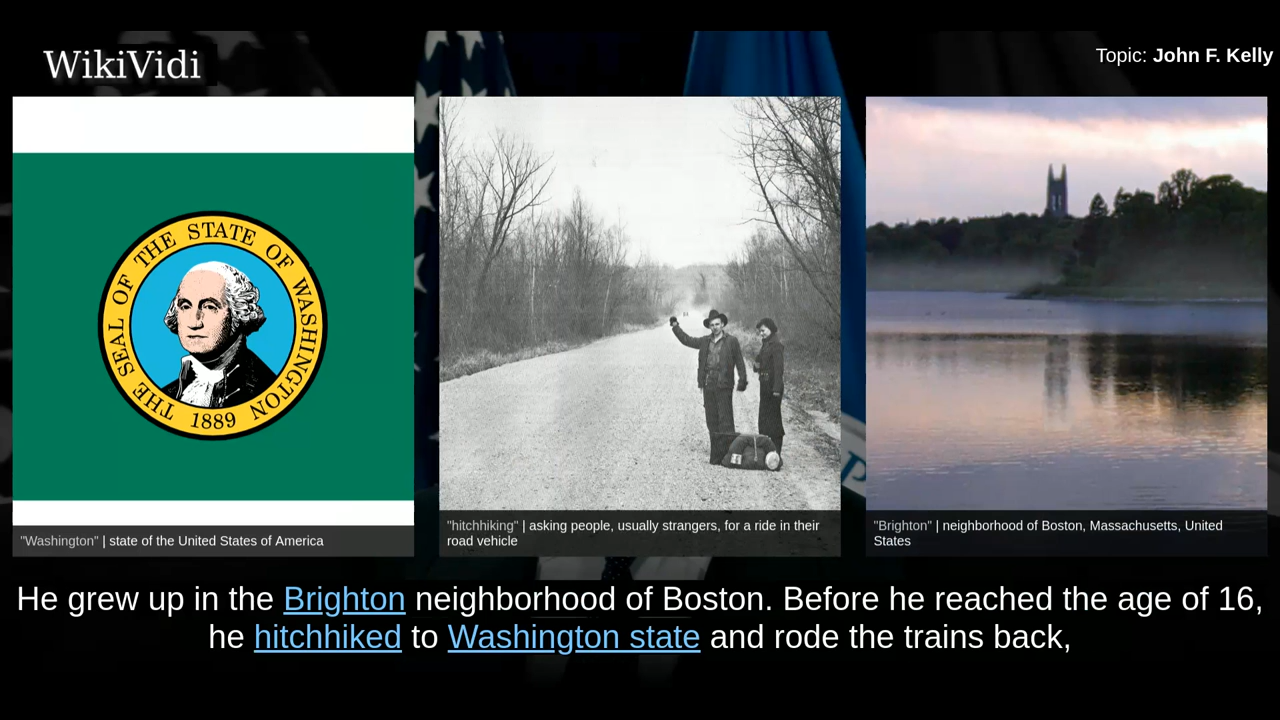 WikiVidi
Topic: John F. Kelly
THE SEAL OF THE STATE OF WASHINGTON
1889
"Washington" | state of the United States of America
"hitchhiking" | asking people, usually strangers, for a ride in their
road vehicle
"Brighton" | neighborhood of Boston, Massachusetts, United
States
He grew up in the Brighton neighborhood of Boston. Before he reached the age of 16,
he hitchhiked to Washington state and rode the trains back,